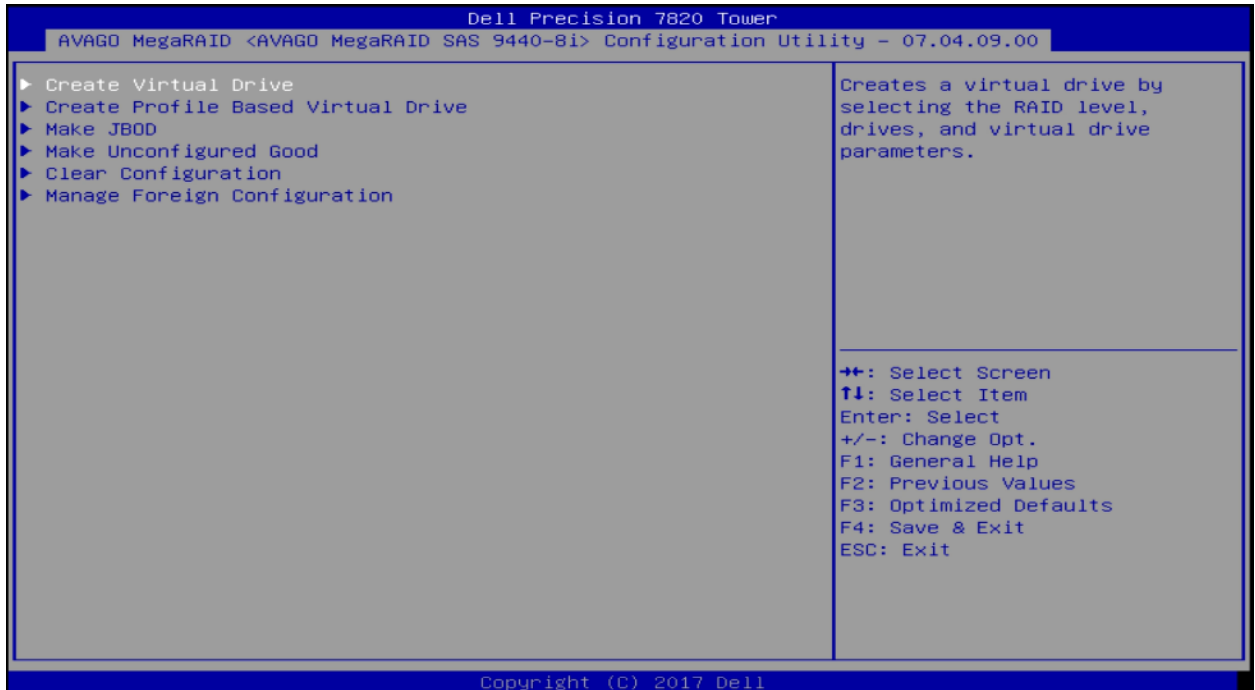 Dell Precision 7820 Tower
AVAGO MegaRAID <AVAGO MegaRAID SAS 9440-8i> Configuration Utility - 07.04.09.00
▶ Create Virtual Drive
▶ Create Profile Based Virtual Drive
▶ Make JBOD
▶ Make Unconfigured Good
▶ Clear Configuration
▶ Manage Foreign Configuration
Creates a virtual drive by
selecting the RAID level,
drives, and virtual drive
parameters.
→←: Select Screen
↑↓: Select Item
Enter: Select
+/-: Change Opt.
F1: General Help
F2: Previous Values
F3: Optimized Defaults
F4: Save & Exit
ESC: Exit
Copyright (C) 2017 Dell